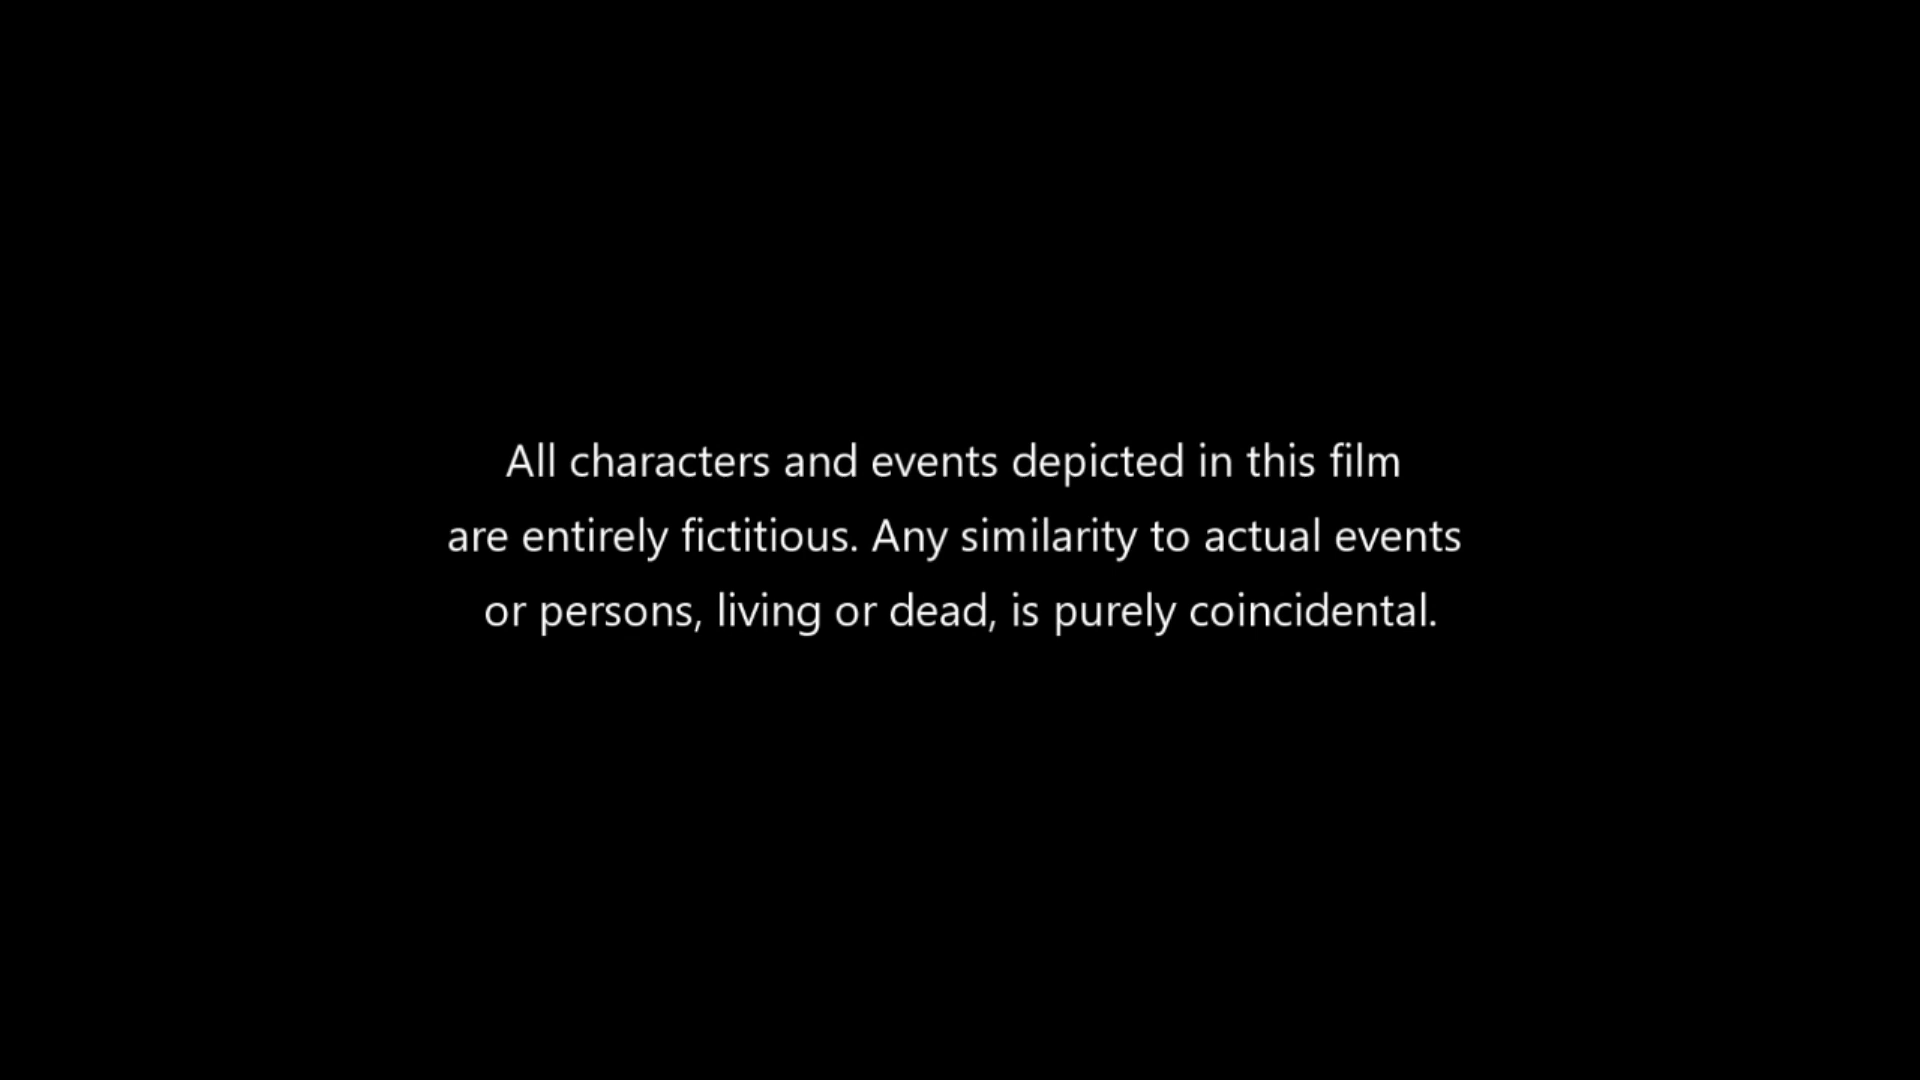 All characters and events depicted in this film
are entirely fictitious. Any similarity to actual events
or persons, living or dead, is purely coincidental.